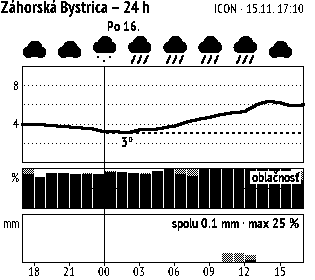 Záhorská Bystrica – 24 h ICON · 15.11. 17:10
Po 16.
8
4
3°
%
oblačnosť
mm
spolu 0.1 mm · max 25 %
18 21 00 03 06 09 12 15